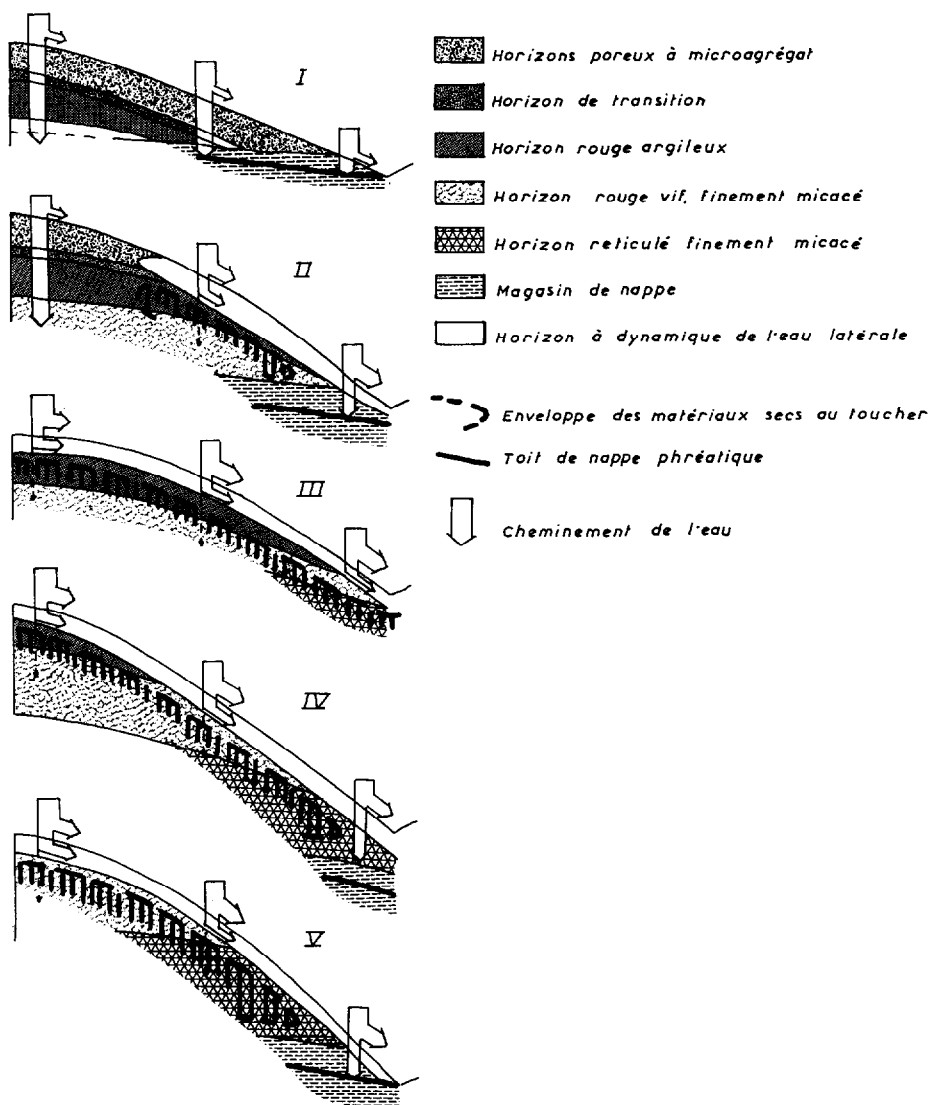 I
II
III
IV
V
Horizons poreux à microagrégat
Horizon de transition
Horizon rouge argileux
Horizon rouge vif, finement micacé
Horizon reticulé finement micacé
Magasin de nappe
Horizon à dynamique de l'eau latérale
Enveloppe des matériaux secs au toucher
Toit de nappe phréatique
Cheminement de l'eau